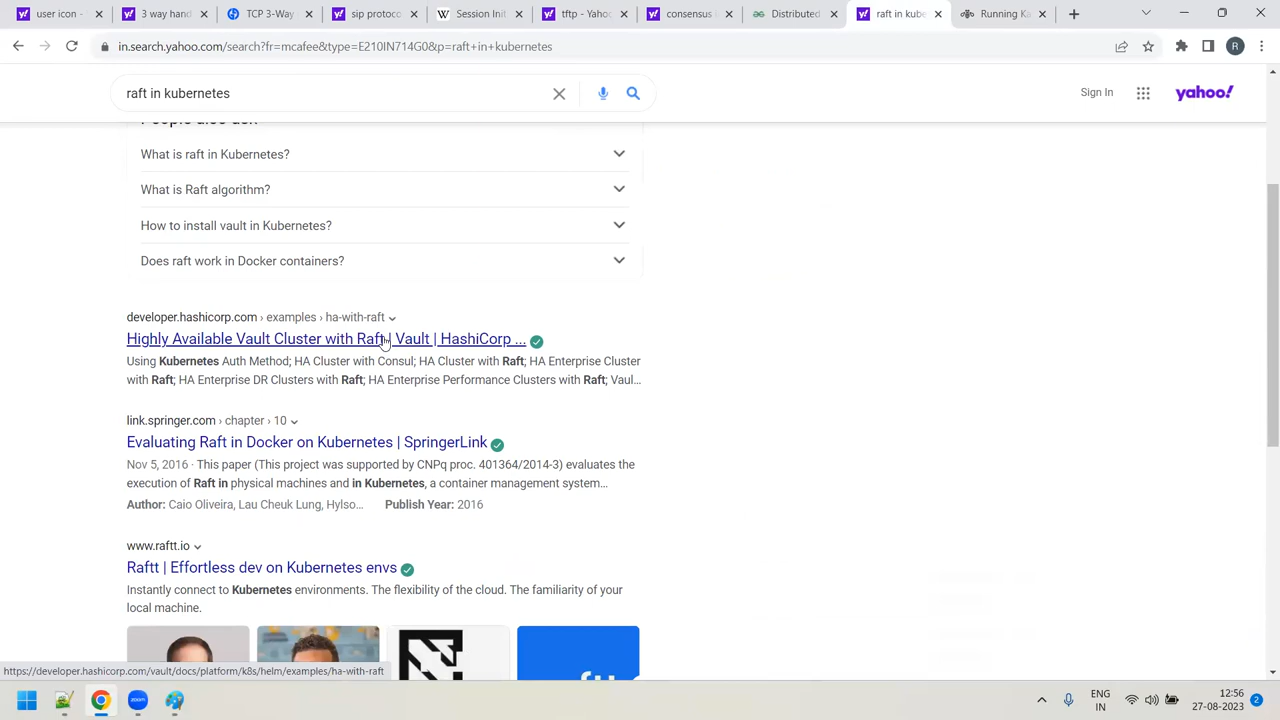 user icon -
3 hand
TCP 3-Way
sip protoco
Session Init
tftp - Yahoo
consensus
Distributed
raft in kube
Running Ka
in.search.yahoo.com/search?fr=mcafee&type=E210IN714G0&p=raft+in+kubernetes
R
raft in kubernetes
Sign In
yahoo!
People also ask
What is raft in Kubernetes?
What is Raft algorithm?
How to install vault in Kubernetes?
Does raft work in Docker containers?
developer.hashicorp.com › examples › ha-with-raft
Highly Available Vault Cluster with Raft | Vault | HashiCorp ...
Using Kubernetes Auth Method; HA Cluster with Consul; HA Cluster with Raft; HA Enterprise Cluster
with Raft; HA Enterprise DR Clusters with Raft; HA Enterprise Performance Clusters with Raft; Vaul...
link.springer.com › chapter › 10
Evaluating Raft in Docker on Kubernetes | SpringerLink
Nov 5, 2016 · This paper (This project was supported by CNPq proc. 401364/2014-3) evaluates the
execution of Raft in physical machines and in Kubernetes, a container management system...
Author: Caio Oliveira, Lau Cheuk Lung, Hylso... Publish Year: 2016
www.raftt.io
Raftt | Effortless dev on Kubernetes envs
Instantly connect to Kubernetes environments. The flexibility of the cloud. The familiarity of your
local machine.
https://developer.hashicorp.com/vault/docs/platform/k8s/helm/examples/ha-with-raft
zoom
ENG
IN
12:56
27-08-2023
2